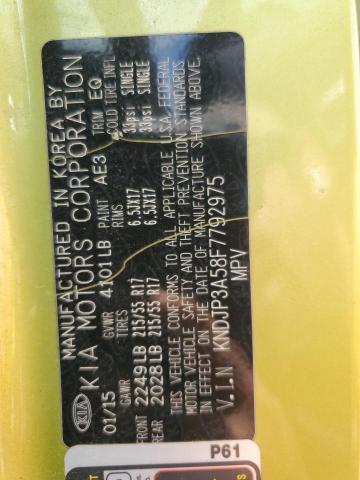 MANUFACTURED IN KOREA BY
KIA KIA MOTORS CORPORATION
01/15 GVWR 4101LB PAINT AE3 TRIM EQ
GAWR TIRES RIMS COLD TIRE INFL
FRONT 2249LB 215/55 R17 6.5JX17 33psi SINGLE
REAR 2028LB 215/55 R17 6.5JX17 33psi SINGLE
THIS VEHICLE CONFORMS TO ALL APPLICABLE U.S.A. FEDERAL
MOTOR VEHICLE SAFETY AND THEFT PREVENTION STANDARDS
IN EFFECT ON THE DATE OF MANUFACTURE SHOWN ABOVE.
V.I.N KNDJP3A58F7792975
MPV
P61